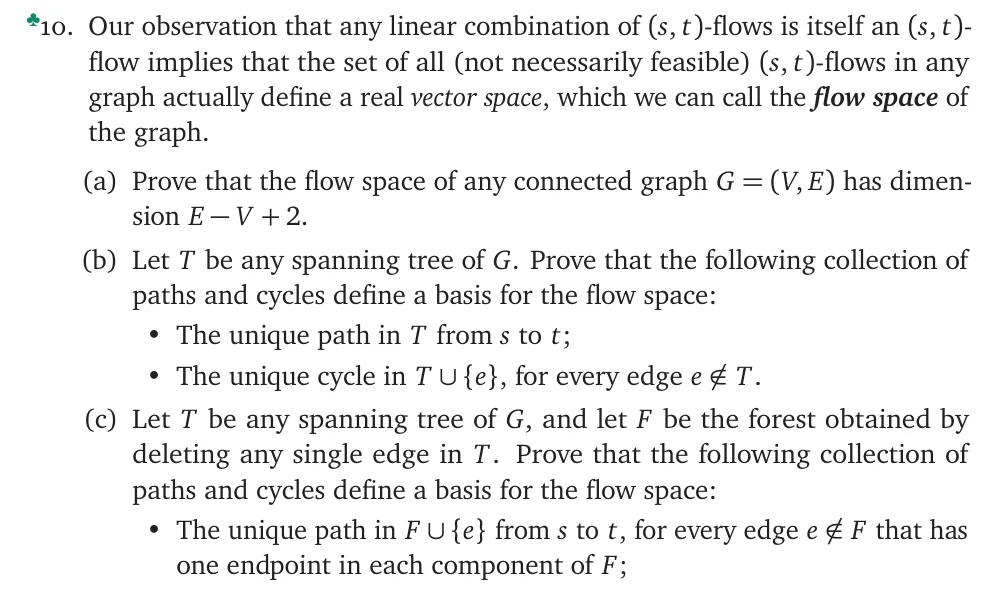 ♣10. Our observation that any linear combination of (s, t)-flows is itself an (s, t)-
flow implies that the set of all (not necessarily feasible) (s, t)-flows in any
graph actually define a real vector space, which we can call the flow space of
the graph.
(a) Prove that the flow space of any connected graph G = (V, E) has dimen-
sion E − V + 2.
(b) Let T be any spanning tree of G. Prove that the following collection of
paths and cycles define a basis for the flow space:
• The unique path in T from s to t;
• The unique cycle in T ∪ {e}, for every edge e ∉ T.
(c) Let T be any spanning tree of G, and let F be the forest obtained by
deleting any single edge in T. Prove that the following collection of
paths and cycles define a basis for the flow space:
• The unique path in F ∪ {e} from s to t, for every edge e ∉ F that has
one endpoint in each component of F;